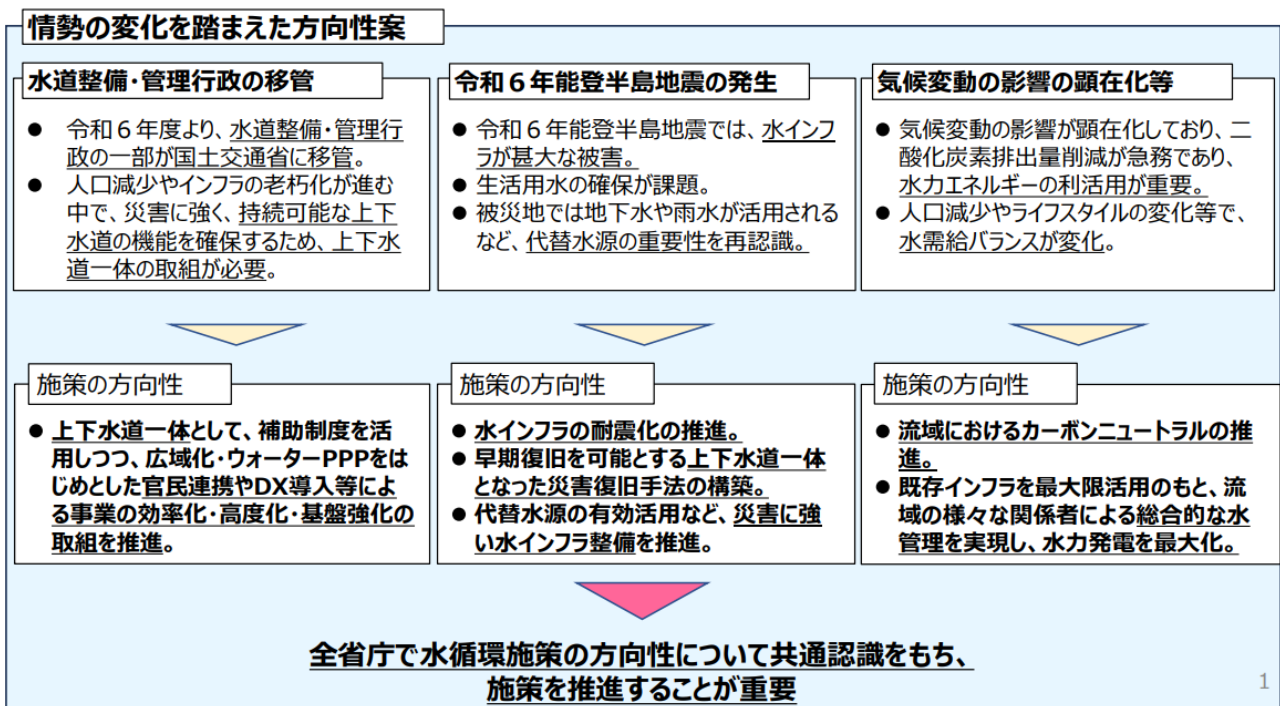 情勢の変化を踏まえた方向性案
水道整備・管理行政の移管
● 令和６年度より、水道整備・管理行
政の一部が国土交通省に移管。
● 人口減少やインフラの老朽化が進む
中で、災害に強く、持続可能な上下
水道の機能を確保するため、上下水
道一体の取組が必要。
令和６年能登半島地震の発生
● 令和６年能登半島地震では、水インフ
ラが甚大な被害。
● 生活用水の確保が課題。
● 被災地では地下水や雨水が活用される
など、代替水源の重要性を再認識。
気候変動の影響の顕在化等
● 気候変動の影響が顕在化しており、二
酸化炭素排出量削減が急務であり、
水力エネルギーの利活用が重要。
● 人口減少やライフスタイルの変化等で、
水需給バランスが変化。
施策の方向性
● 上下水道一体として、補助制度を活
用しつつ、広域化・ウォーターPPPをは
じめとした官民連携やDX導入等によ
る事業の効率化・高度化・基盤強化の
取組を推進。
施策の方向性
● 水インフラの耐震化の推進。
● 早期復旧を可能とする上下水道一体
となった災害復旧手法の構築。
● 代替水源の有効活用など、災害に強
い水インフラ整備を推進。
施策の方向性
● 流域におけるカーボンニュートラルの推
進。
● 既存インフラを最大限活用のもと、流
域の様々な関係者による総合的な水
管理を実現し、水力発電を最大化。
全省庁で水循環施策の方向性について共通認識をもち、
施策を推進することが重要
1